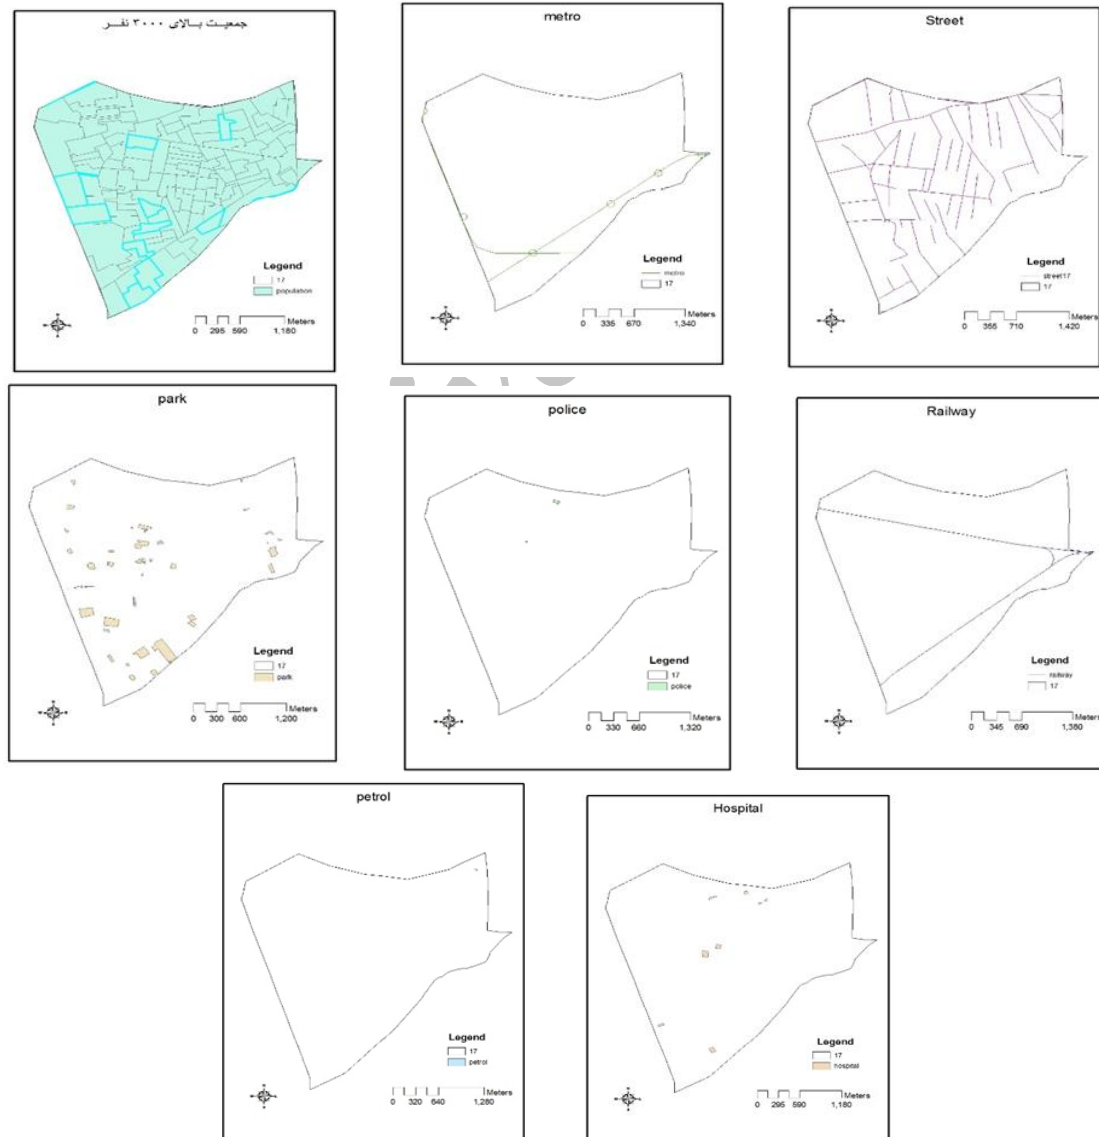 جمعیت بالای ۳۰۰۰ نفر
Legend
17
population
Meters
0 295 590 1,180
metro
Legend
metro
17
Meters
0 335 670 1,340
Street
Legend
street17
17
Meters
0 355 710 1,420
park
Legend
17
park
Meters
0 300 600 1,200
police
Legend
17
police
Meters
0 330 660 1,320
Railway
Legend
railway
17
Meters
0 345 690 1,380
petrol
Legend
17
petrol
Meters
0 320 640 1,280
Hospital
Legend
17
hospital
Meters
0 295 590 1,180